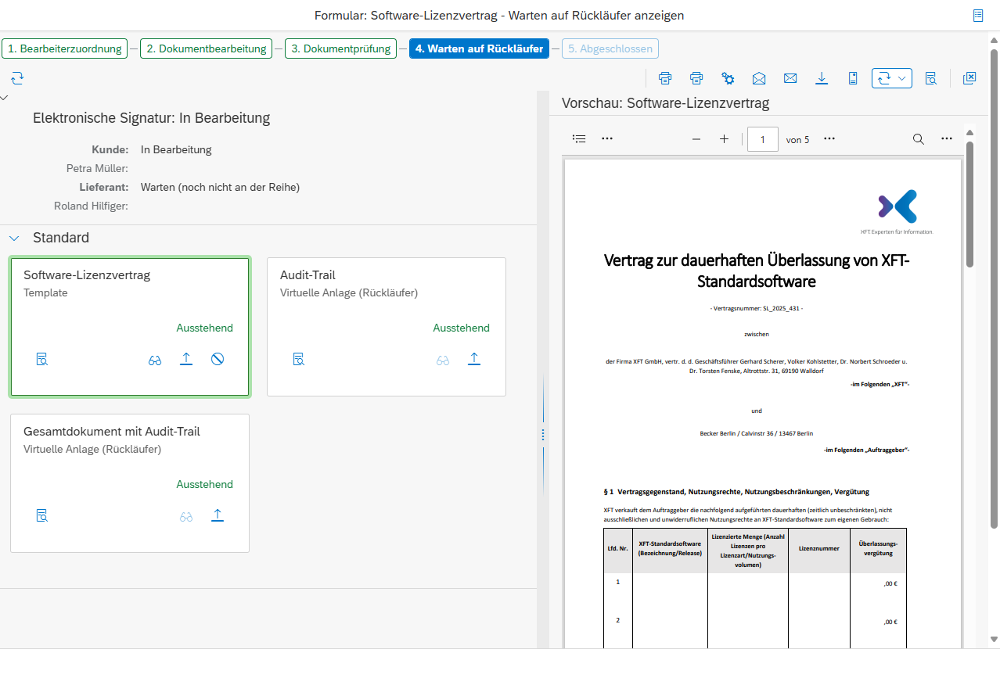 Formular: Software-Lizenzvertrag - Warten auf Rückläufer anzeigen
1. Bearbeiterzuordnung
2. Dokumentbearbeitung
3. Dokumentprüfung
4. Warten auf Rückläufer
5. Abgeschlossen
Elektronische Signatur: In Bearbeitung
Kunde: In Bearbeitung
Petra Müller:
Lieferant: Warten (noch nicht an der Reihe)
Roland Hilfiger:
Standard
Software-Lizenzvertrag
Template
Ausstehend
Audit-Trail
Virtuelle Anlage (Rückläufer)
Ausstehend
Gesamtdokument mit Audit-Trail
Virtuelle Anlage (Rückläufer)
Ausstehend
Vorschau: Software-Lizenzvertrag
1 von 5
XFT Experten für Information.
Vertrag zur dauerhaften Überlassung von XFT-
Standardsoftware
- Vertragsnummer: SL_2025_431 -
zwischen
der Firma XFT GmbH, vertr. d. d. Geschäftsführer Gerhard Scherer, Volker Kohlstetter, Dr. Norbert Schroeder u.
Dr. Torsten Fenske, Altrottstr. 31, 69190 Walldorf
-im Folgenden „XFT“-
und
Becker Berlin / Calvinstr 36 / 13467 Berlin
-im Folgenden „Auftraggeber“-
§ 1 Vertragsgegenstand, Nutzungsrechte, Nutzungsbeschränkungen, Vergütung
XFT verkauft dem Auftraggeber die nachfolgend aufgeführten dauerhaften (zeitlich unbeschränkten), nicht
ausschließlichen und unwiderruflichen Nutzungsrechte an XFT-Standardsoftware zum eigenen Gebrauch:
Lfd. Nr.
XFT-Standardsoftware
(Bezeichnung/Release)
Lizenzierte Menge (Anzahl
Lizenzen pro
Lizenzart/Nutzungs-
volumen)
Lizenznummer
Überlassungs-
vergütung
1 ,00 €
2 ,00 €